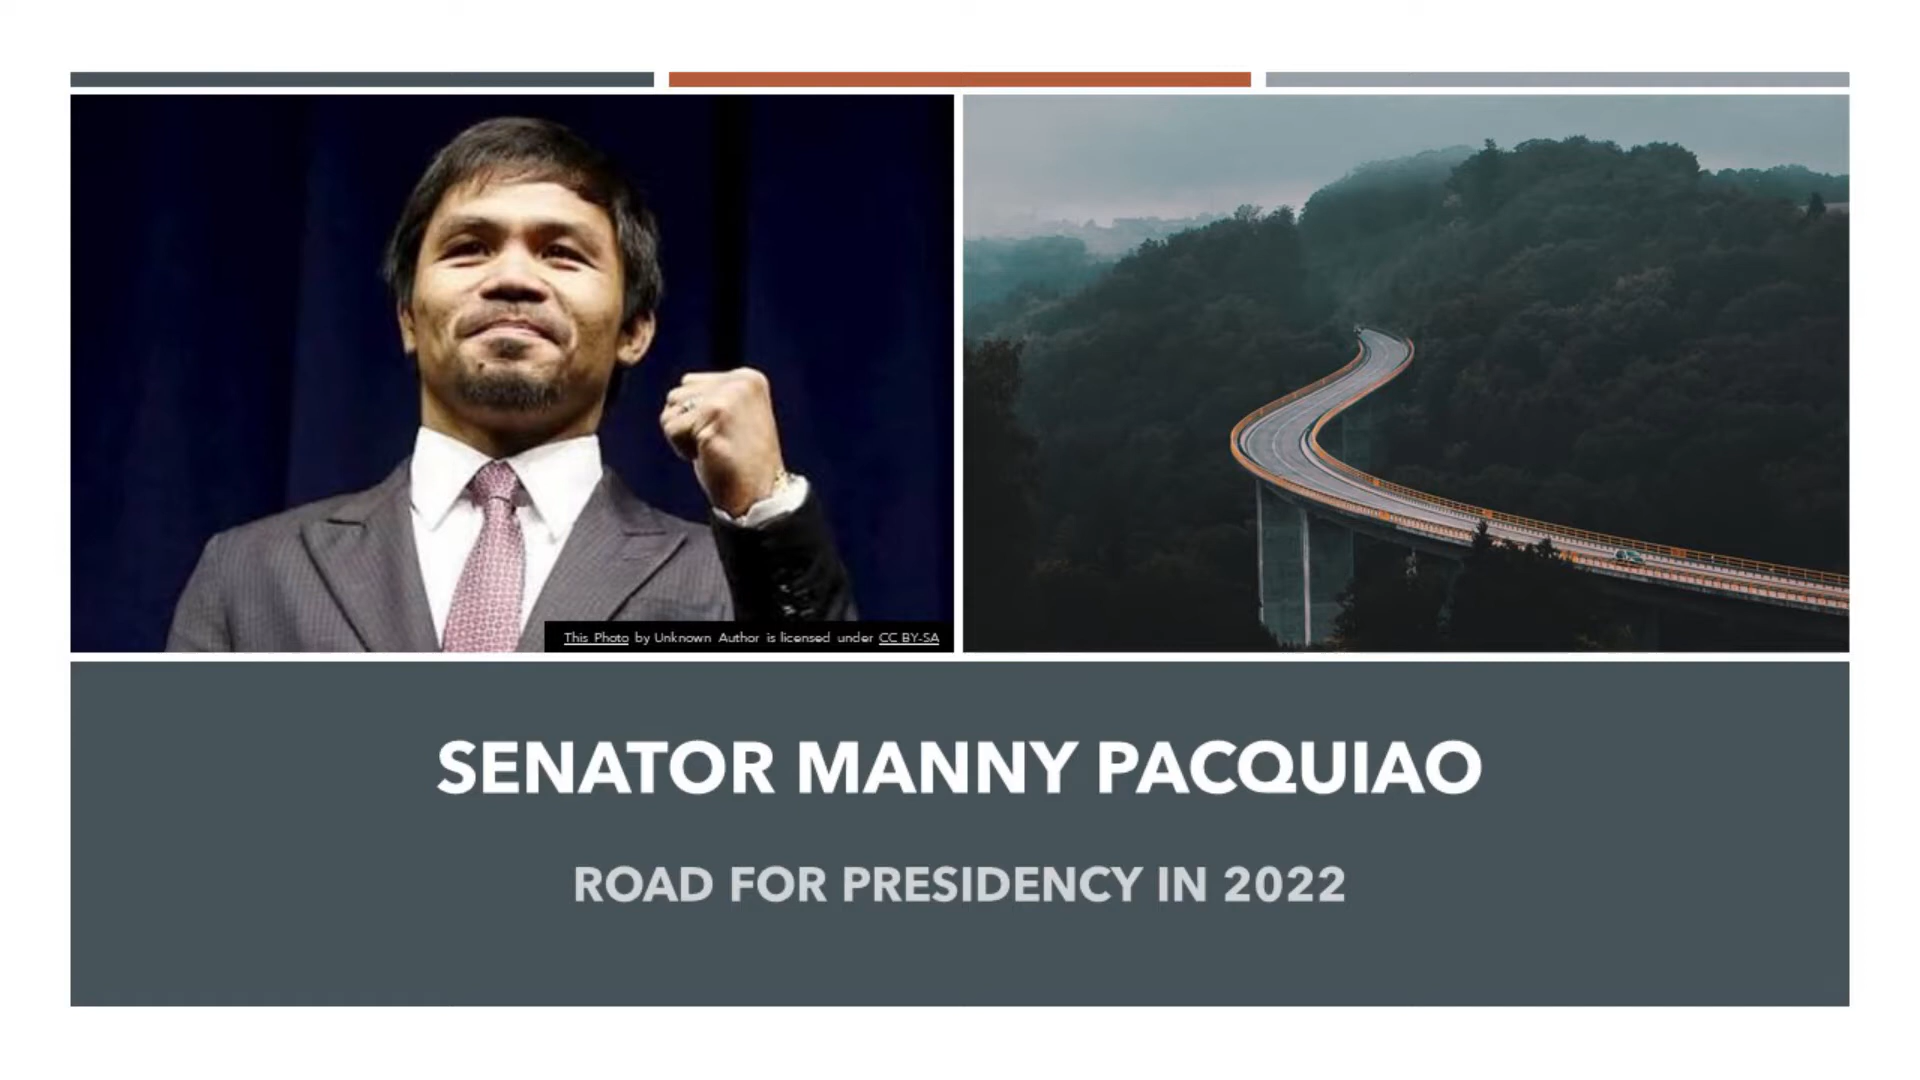 This Photo by Unknown Author is licensed under CC BY-SA
SENATOR MANNY PACQUIAO
ROAD FOR PRESIDENCY IN 2022